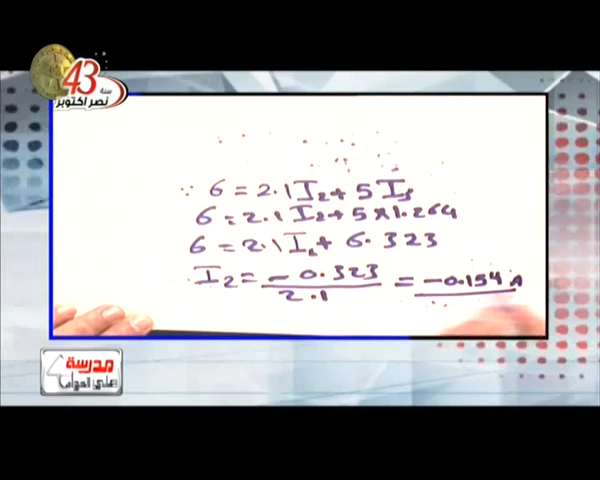 43
سنة
نصر اكتوبر
∵ 6 = 2.1 I₂ + 5 I₃
6 = 2.1 I₂ + 5 × 1.264
6 = 2.1 I₂ + 6.323
I₂ = -0.323 / 2.1 = -0.154 A
مدرسة
على الهواء